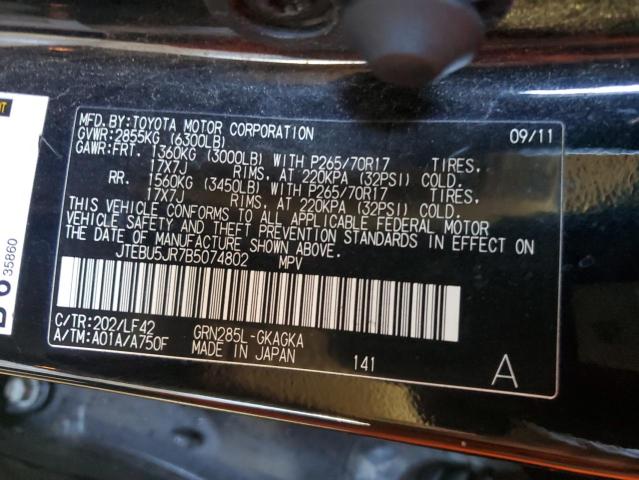 MFD.BY:TOYOTA MOTOR CORPORATION 09/11
GVWR:2855KG (6300LB)
GAWR:FRT. 1360KG (3000LB) WITH P265/70R17 TIRES.
17X7J RIMS. AT 220KPA (32PSI) COLD.
RR. 1560KG (3450LB) WITH P265/70R17 TIRES.
17X7J RIMS. AT 220KPA (32PSI) COLD.
THIS VEHICLE CONFORMS TO ALL APPLICABLE FEDERAL MOTOR
VEHICLE SAFETY AND THEFT PREVENTION STANDARDS IN EFFECT ON
THE DATE OF MANUFACTURE SHOWN ABOVE.
JTEBU5JR7B5074802 MPV
C/TR:202/LF42 GRN285L-GKAGKA
A/TM:A01A/A750F MADE IN JAPAN 141 A
35860